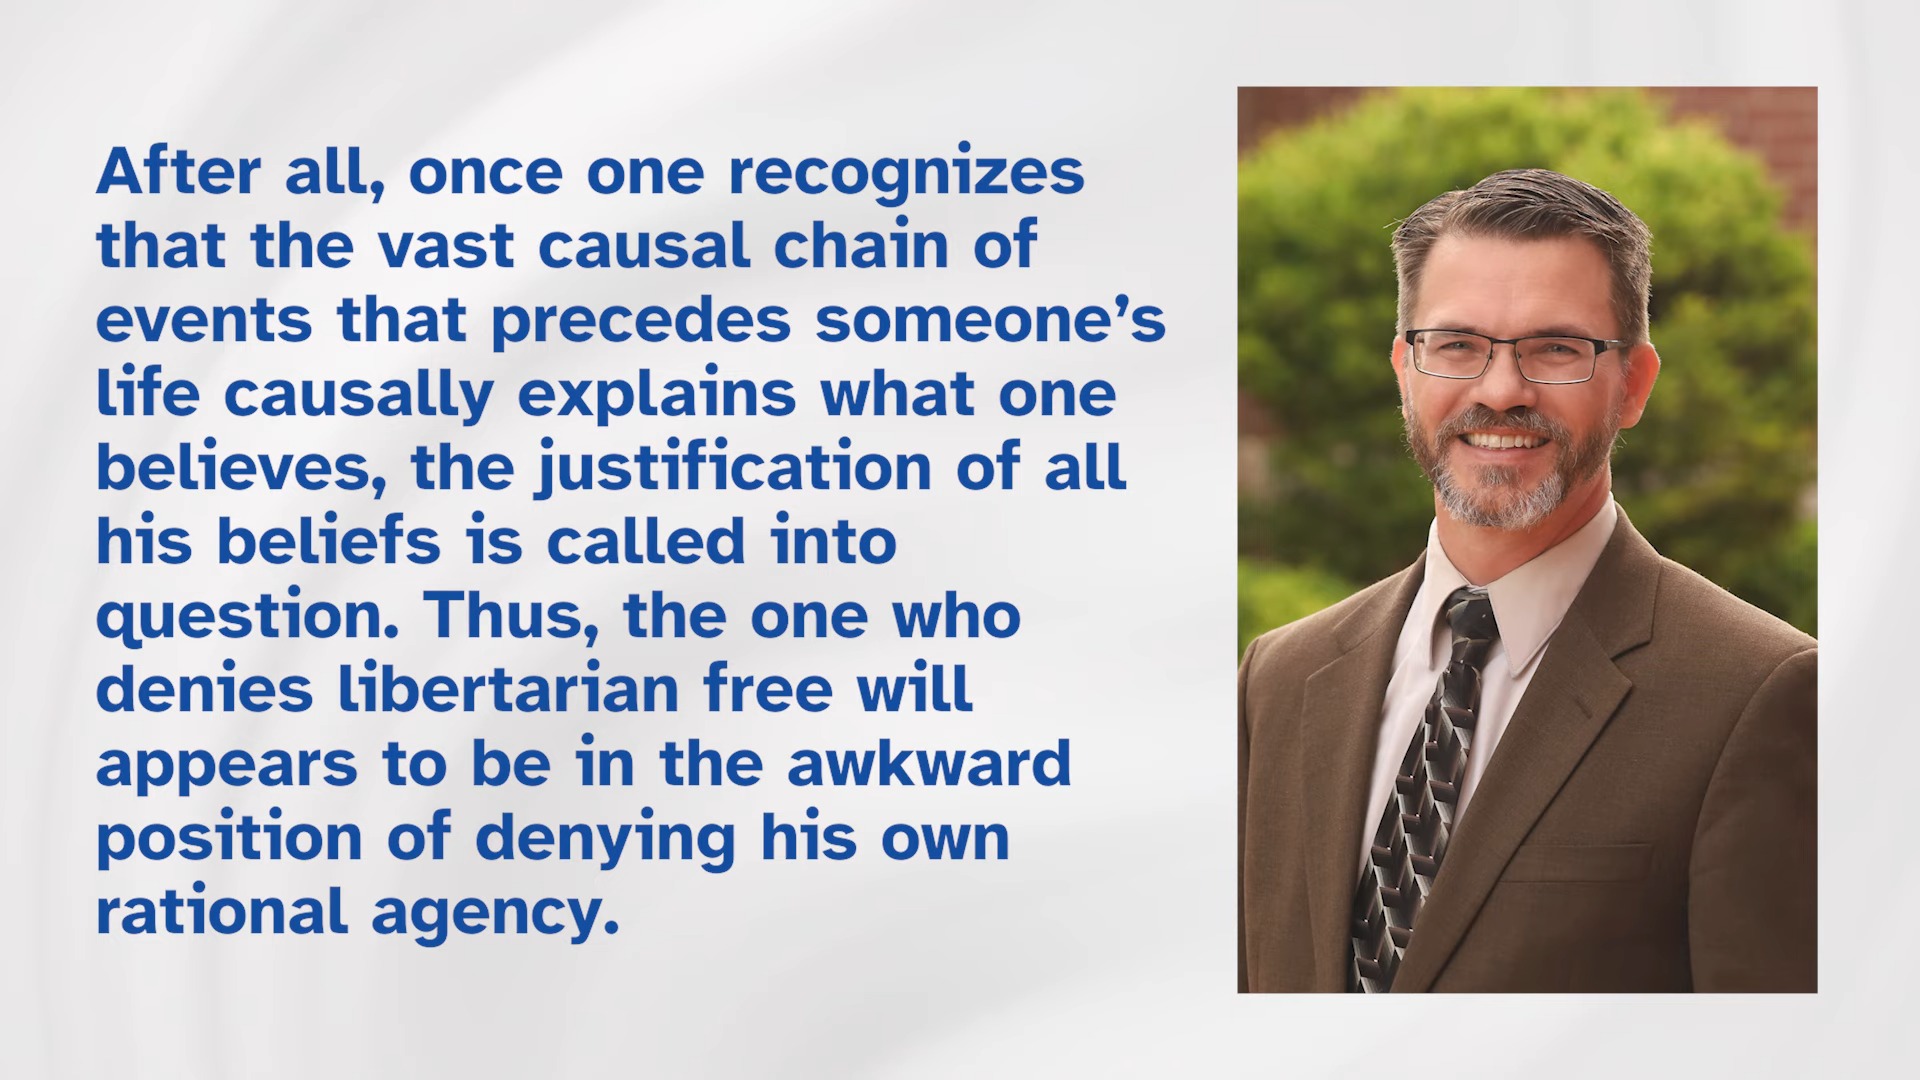 After all, once one recognizes
that the vast causal chain of
events that precedes someone’s
life causally explains what one
believes, the justification of all
his beliefs is called into
question. Thus, the one who
denies libertarian free will
appears to be in the awkward
position of denying his own
rational agency.